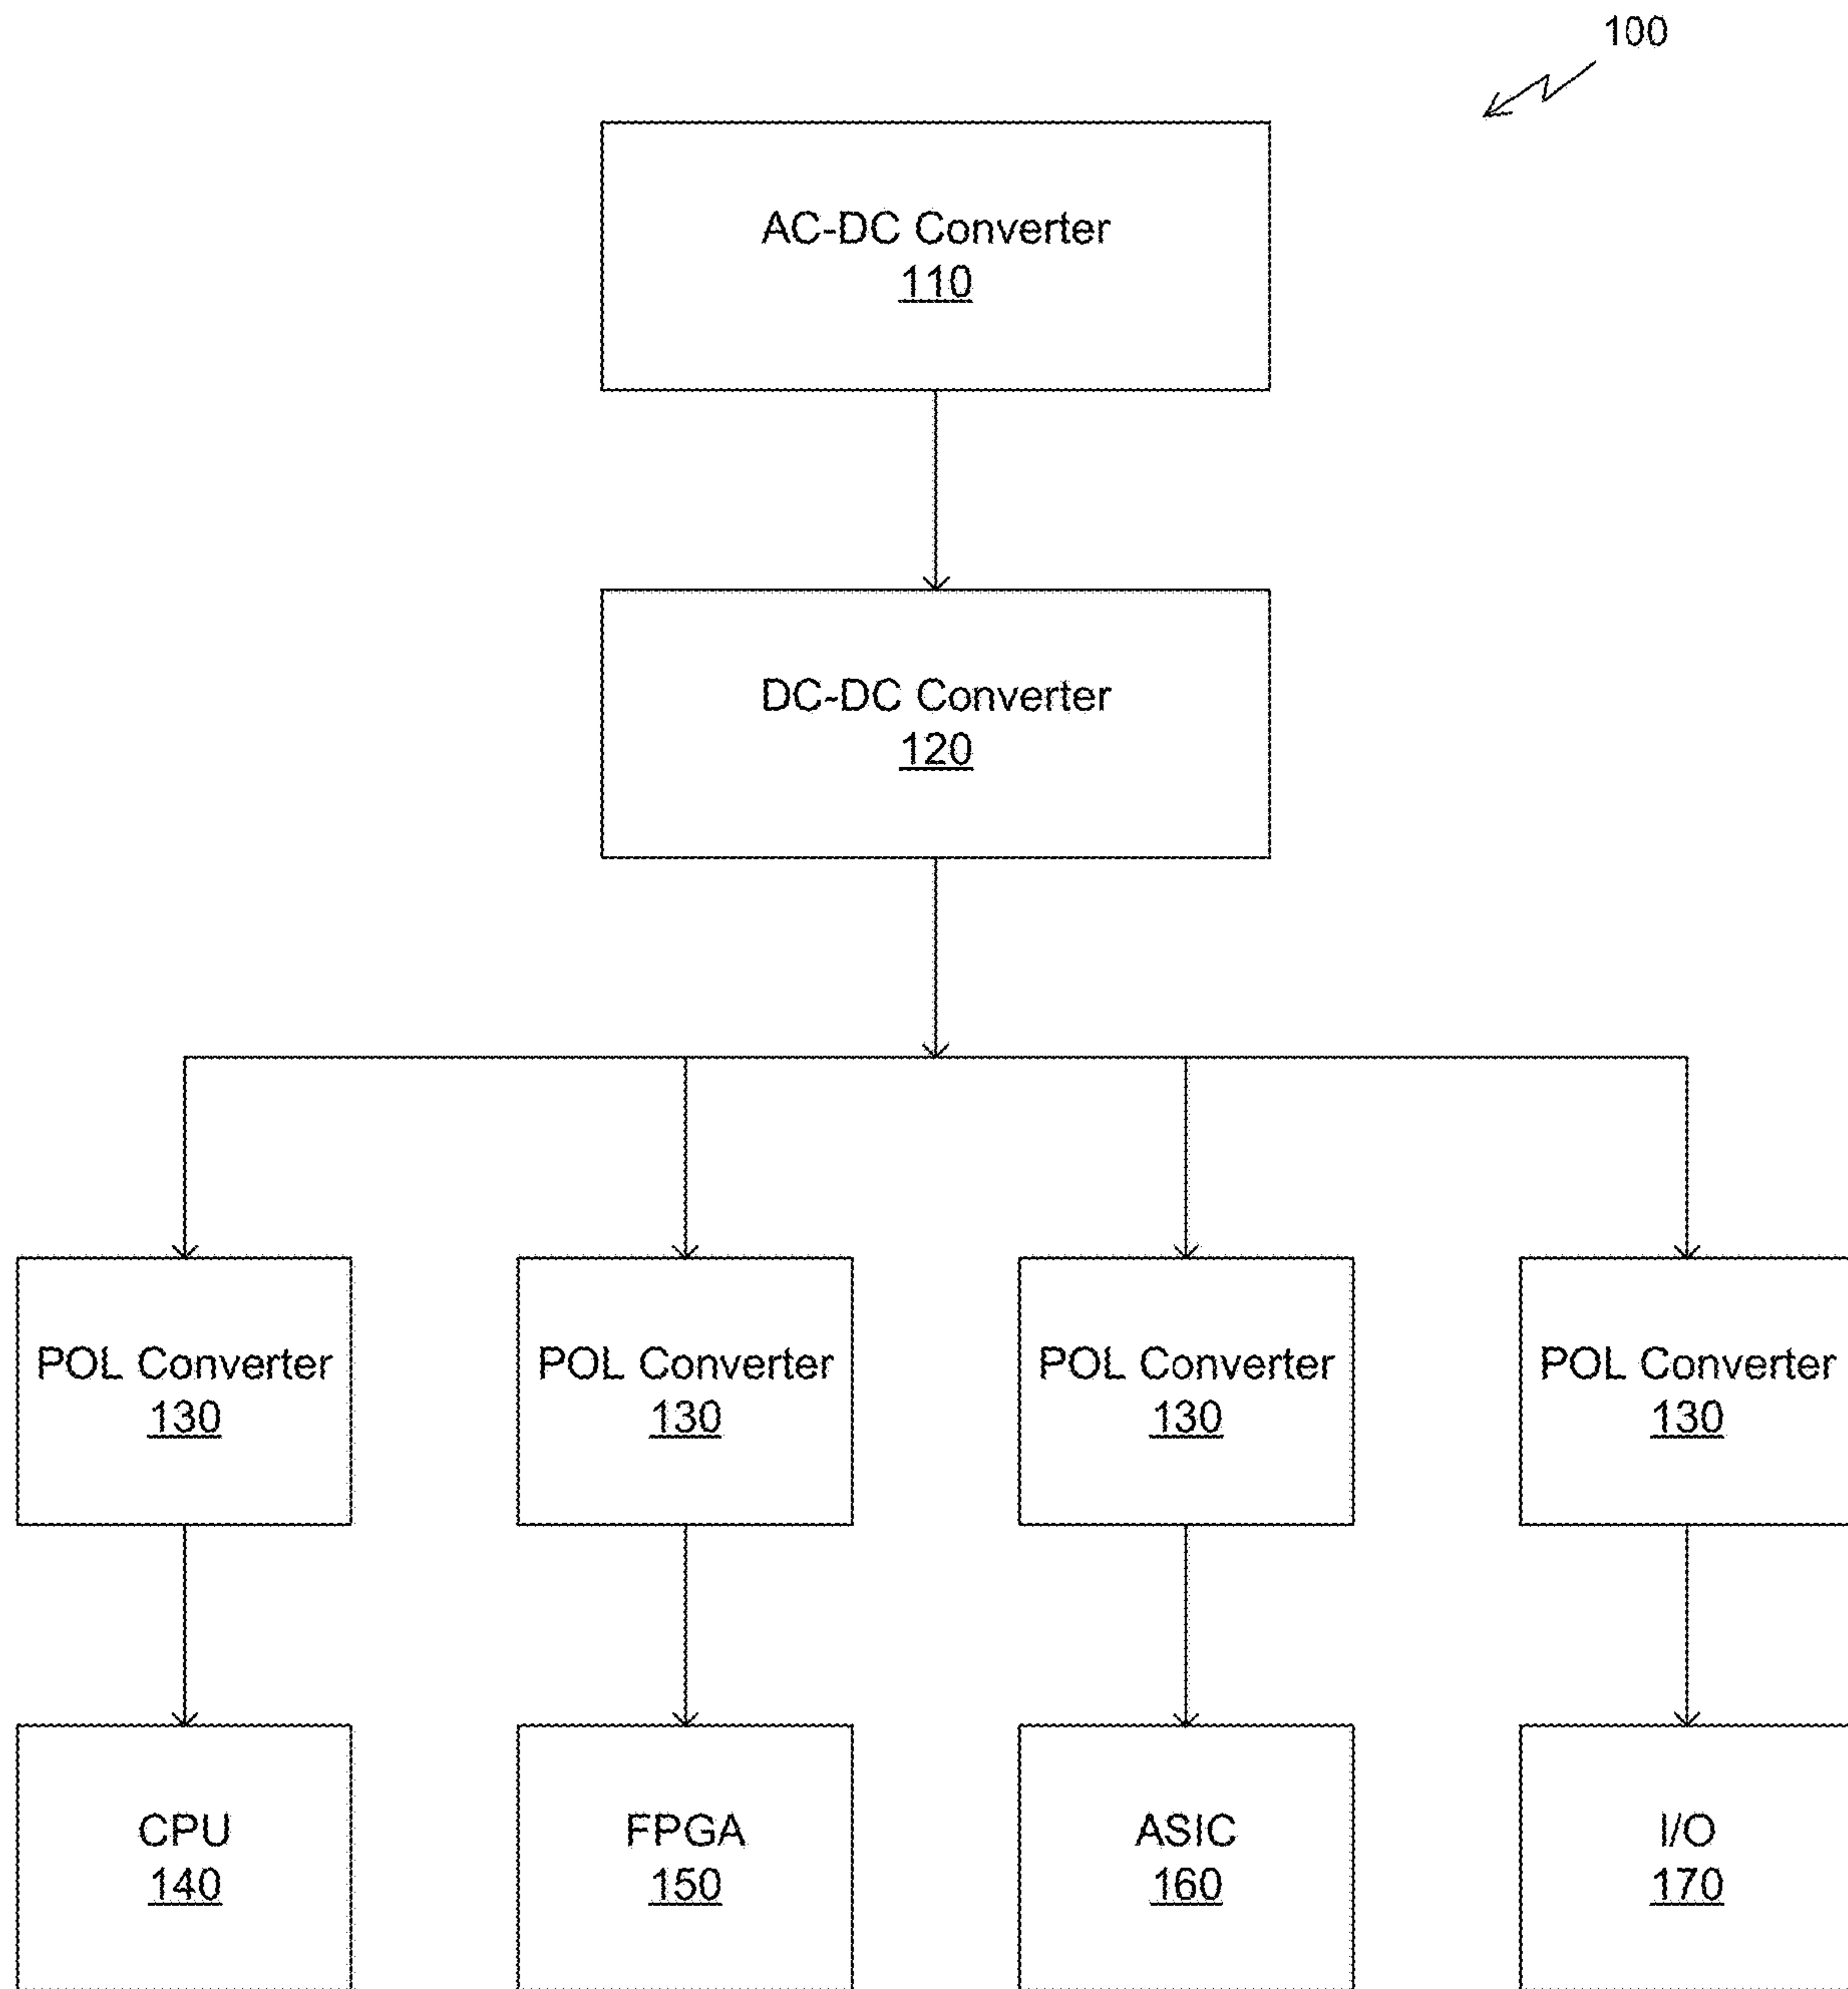 100
AC-DC Converter
110
DC-DC Converter
120
POL Converter
130
POL Converter
130
POL Converter
130
POL Converter
130
CPU
140
FPGA
150
ASIC
160
I/O
170